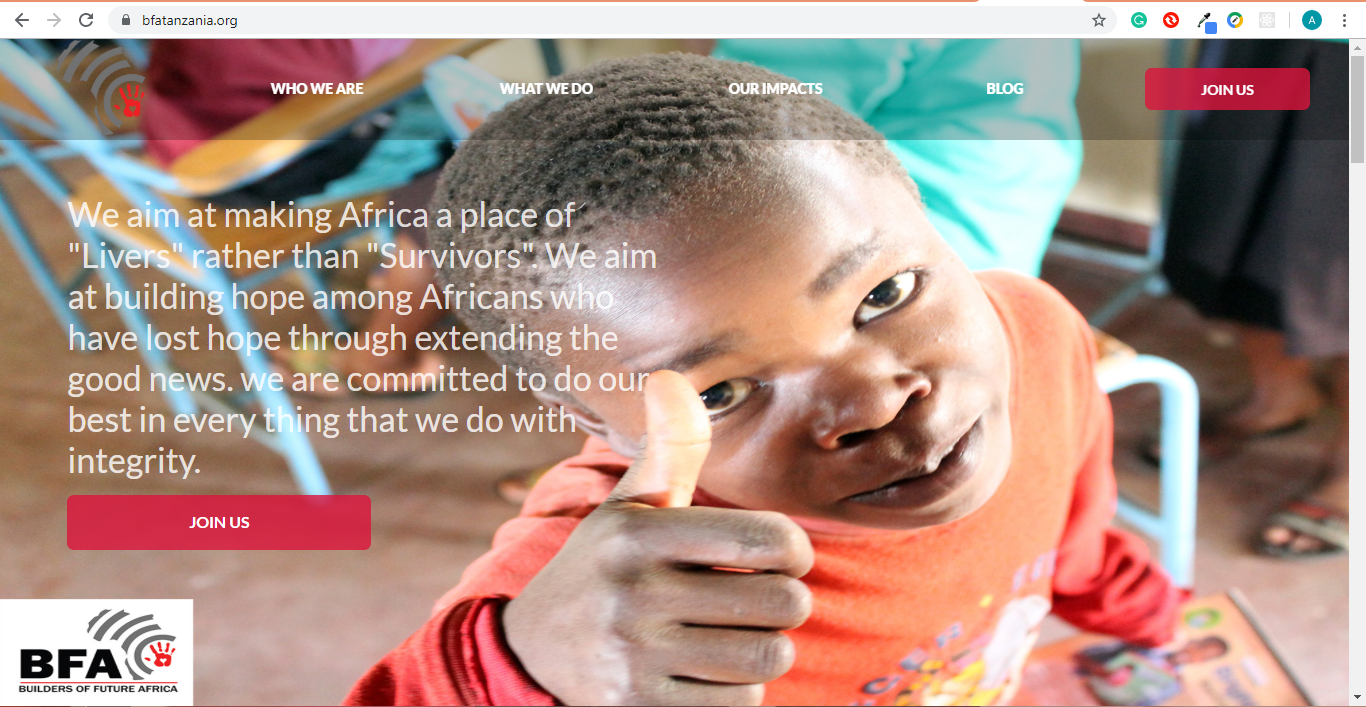 bfatanzania.org
A
WHO WE ARE
WHAT WE DO
OUR IMPACTS
BLOG
JOIN US
We aim at making Africa a place of
"Livers" rather than "Survivors". We aim
at building hope among Africans who
have lost hope through extending the
good news. we are committed to do our
best in every thing that we do with
integrity.
JOIN US
BFA
BUILDERS OF FUTURE AFRICA